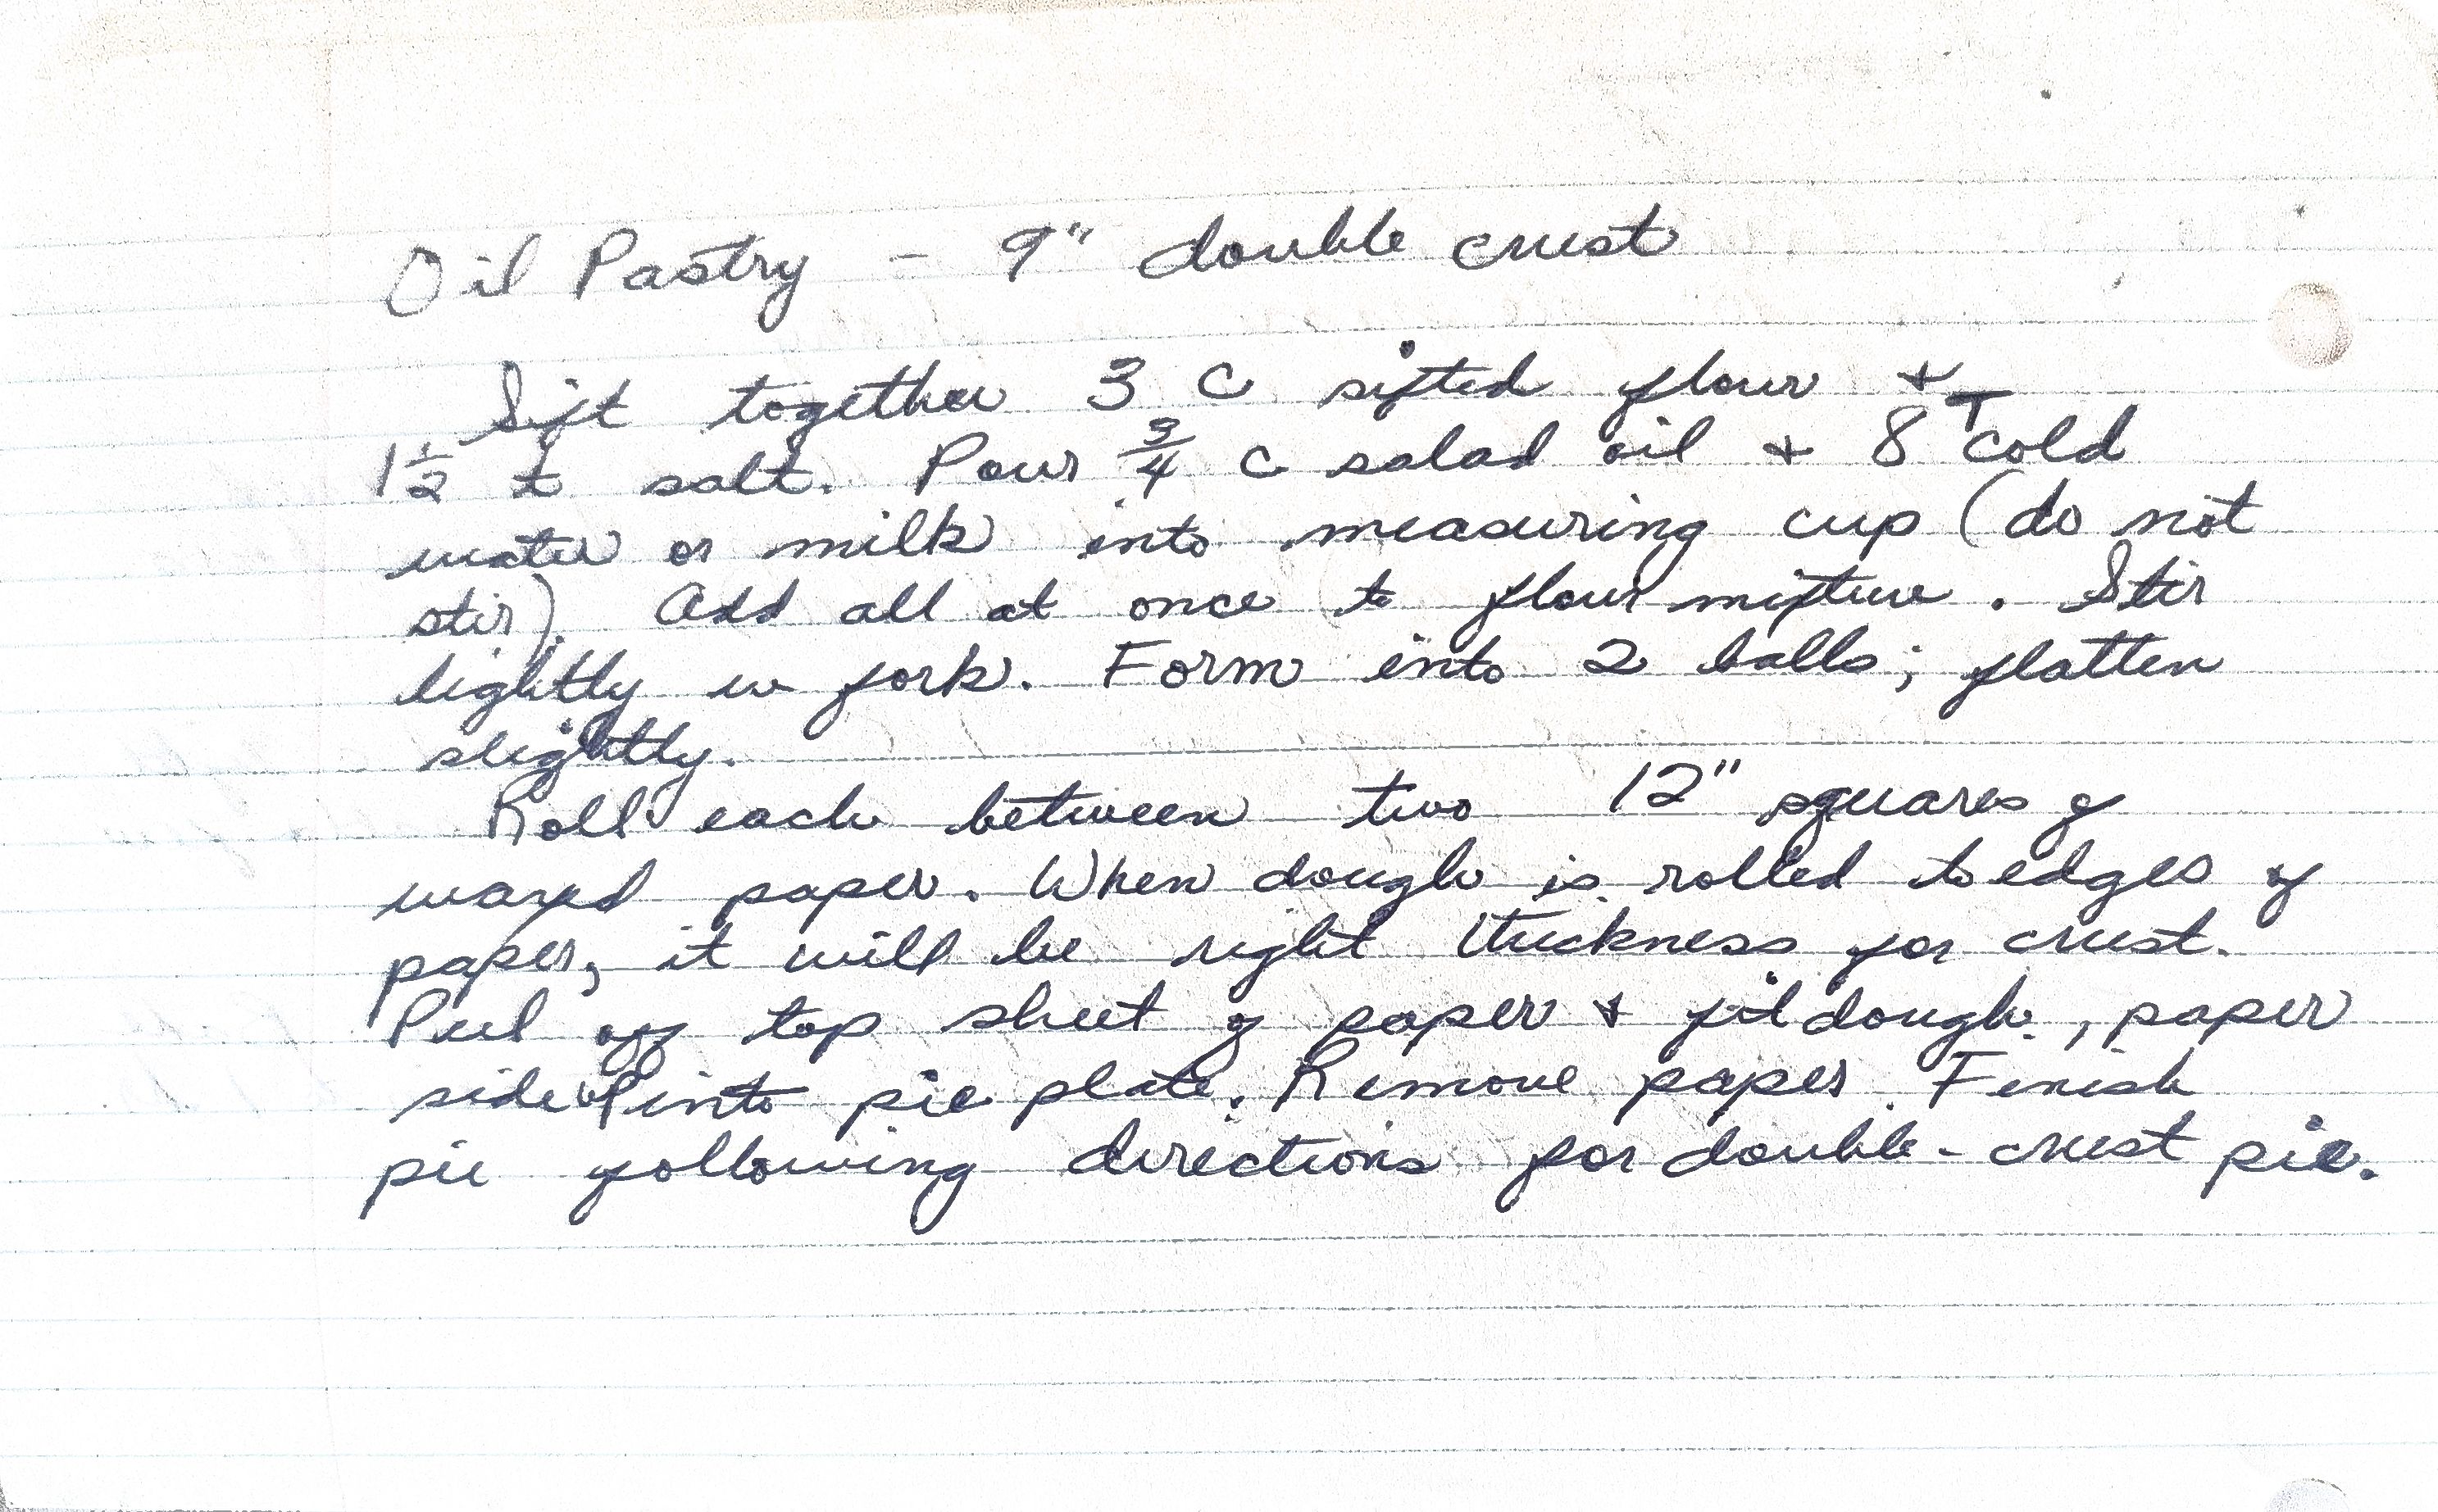 Oil Pastry - 9" double crust
Sift together 3 c sifted flour &
1 1/2 t salt. Pour 3/4 c salad oil & 8 T cold
water or milk into measuring cup (do not
stir). Add all at once to flour mixture. Stir
lightly w fork. Form into 2 balls; flatten
slightly.
Roll each between two 12" squares of
waxed paper. When dough is rolled to edges of
paper, it will be right thickness for crust.
Peel off top sheet of paper & fit dough, paper
side up into pie plate. Remove paper. Finish
pie following directions for double-crust pie.